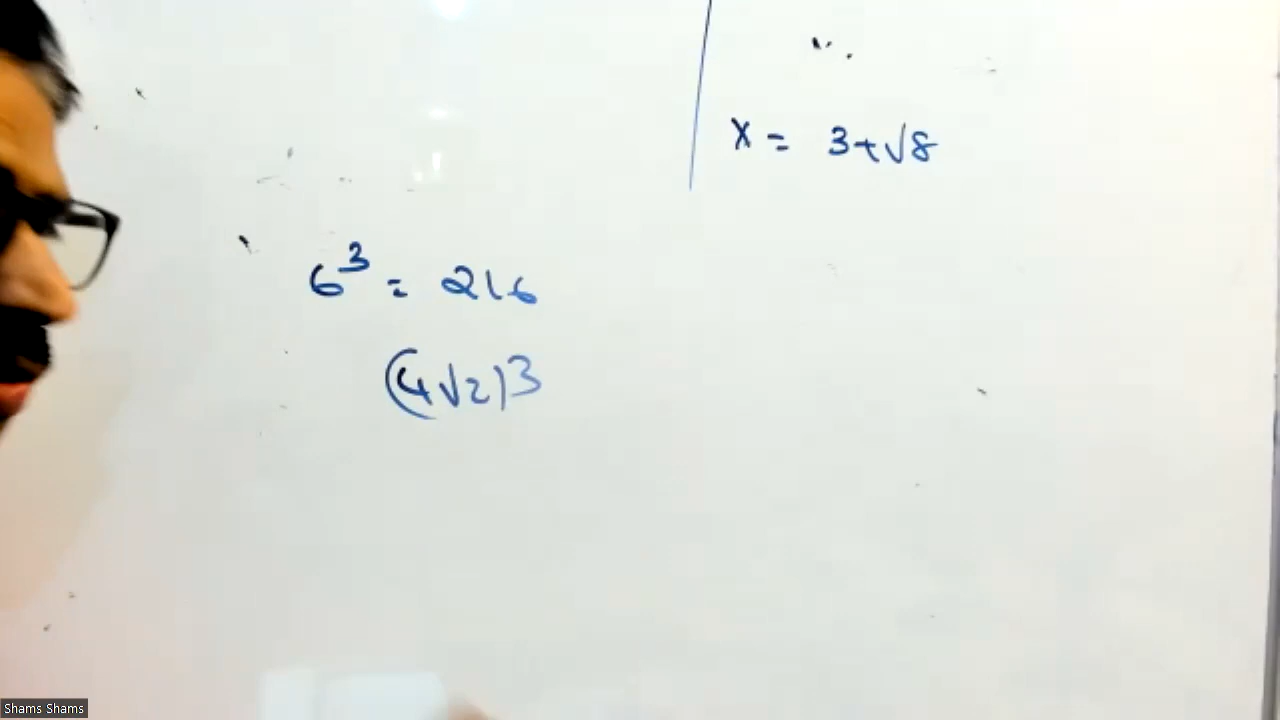 x = 3+√8
6³ = 216
(4√2)3
Shams Shams